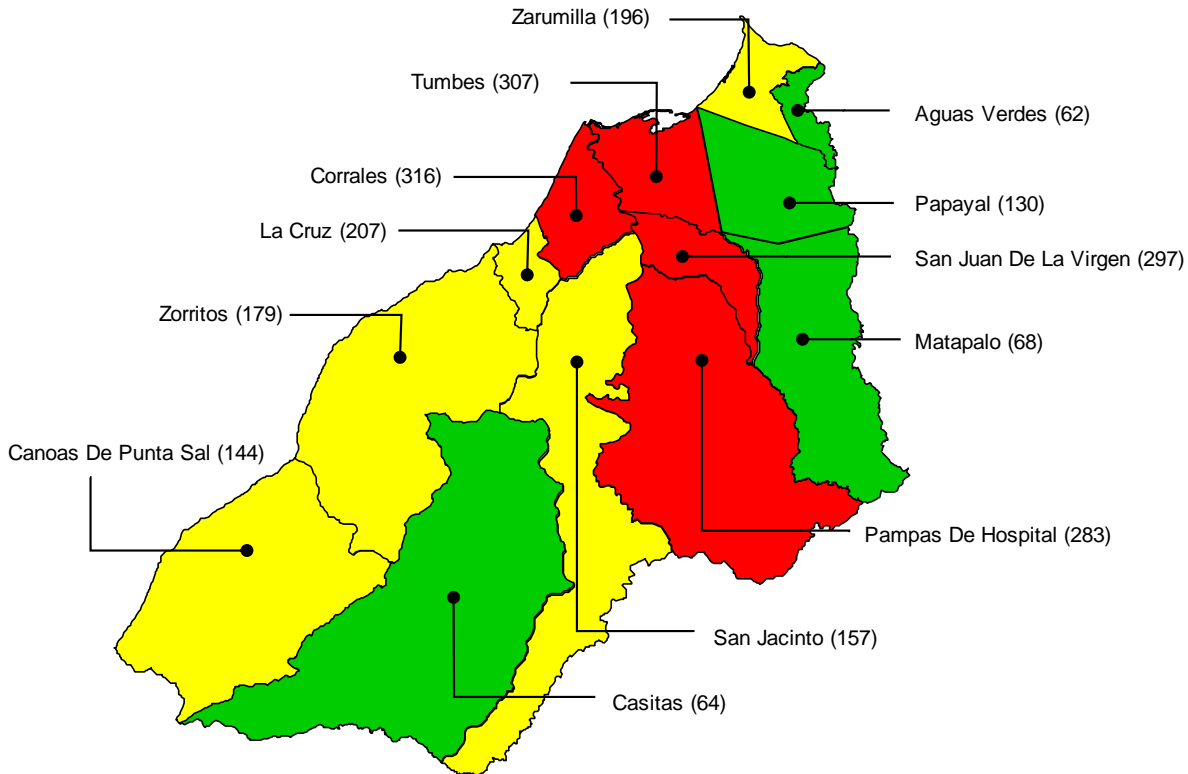 Zarumilla (196)
Tumbes (307)
Aguas Verdes (62)
Corrales (316)
Papayal (130)
La Cruz (207)
San Juan De La Virgen (297)
Zorritos (179)
Matapalo (68)
Canoas De Punta Sal (144)
Pampas De Hospital (283)
San Jacinto (157)
Casitas (64)